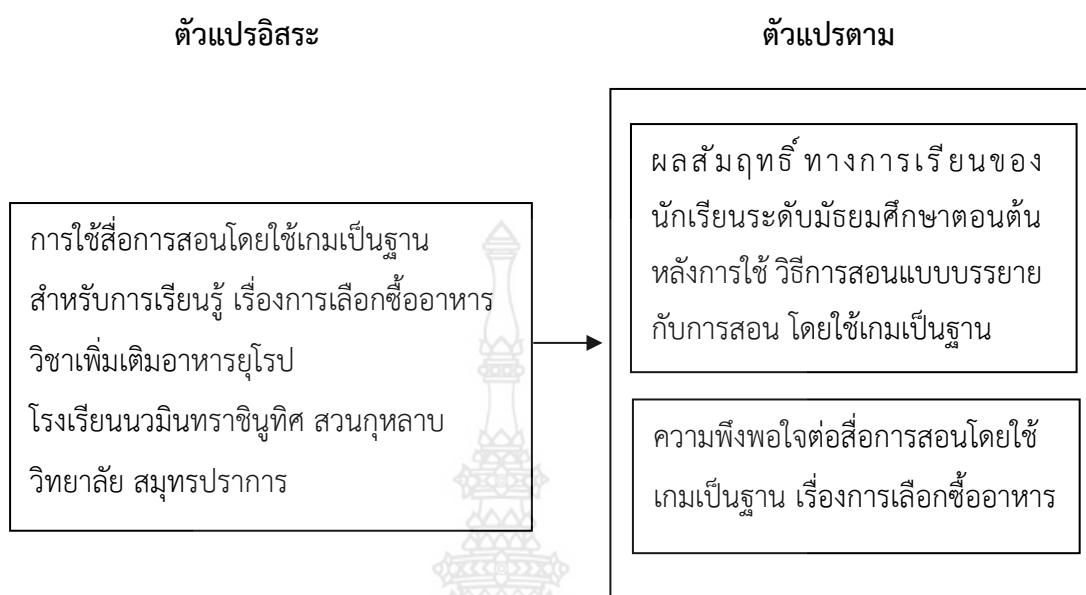 ตัวแปรอิสระ
ตัวแปรตาม
การใช้สื่อการสอนโดยใช้เกมเป็นฐาน
สำหรับการเรียนรู้ เรื่องการเลือกซื้ออาหาร
วิชาเพิ่มเติมอาหารยุโรป
โรงเรียนนวมินทราชินูทิศ สวนกุหลาบ
วิทยาลัย สมุทรปราการ
ผลสัมฤทธิ์ ทางการเรียนของ
นักเรียนระดับมัธยมศึกษาตอนต้น
หลังการใช้ วิธีการสอนแบบบรรยาย
กับการสอน โดยใช้เกมเป็นฐาน
ความพึงพอใจต่อสื่อการสอนโดยใช้
เกมเป็นฐาน เรื่องการเลือกซื้ออาหาร